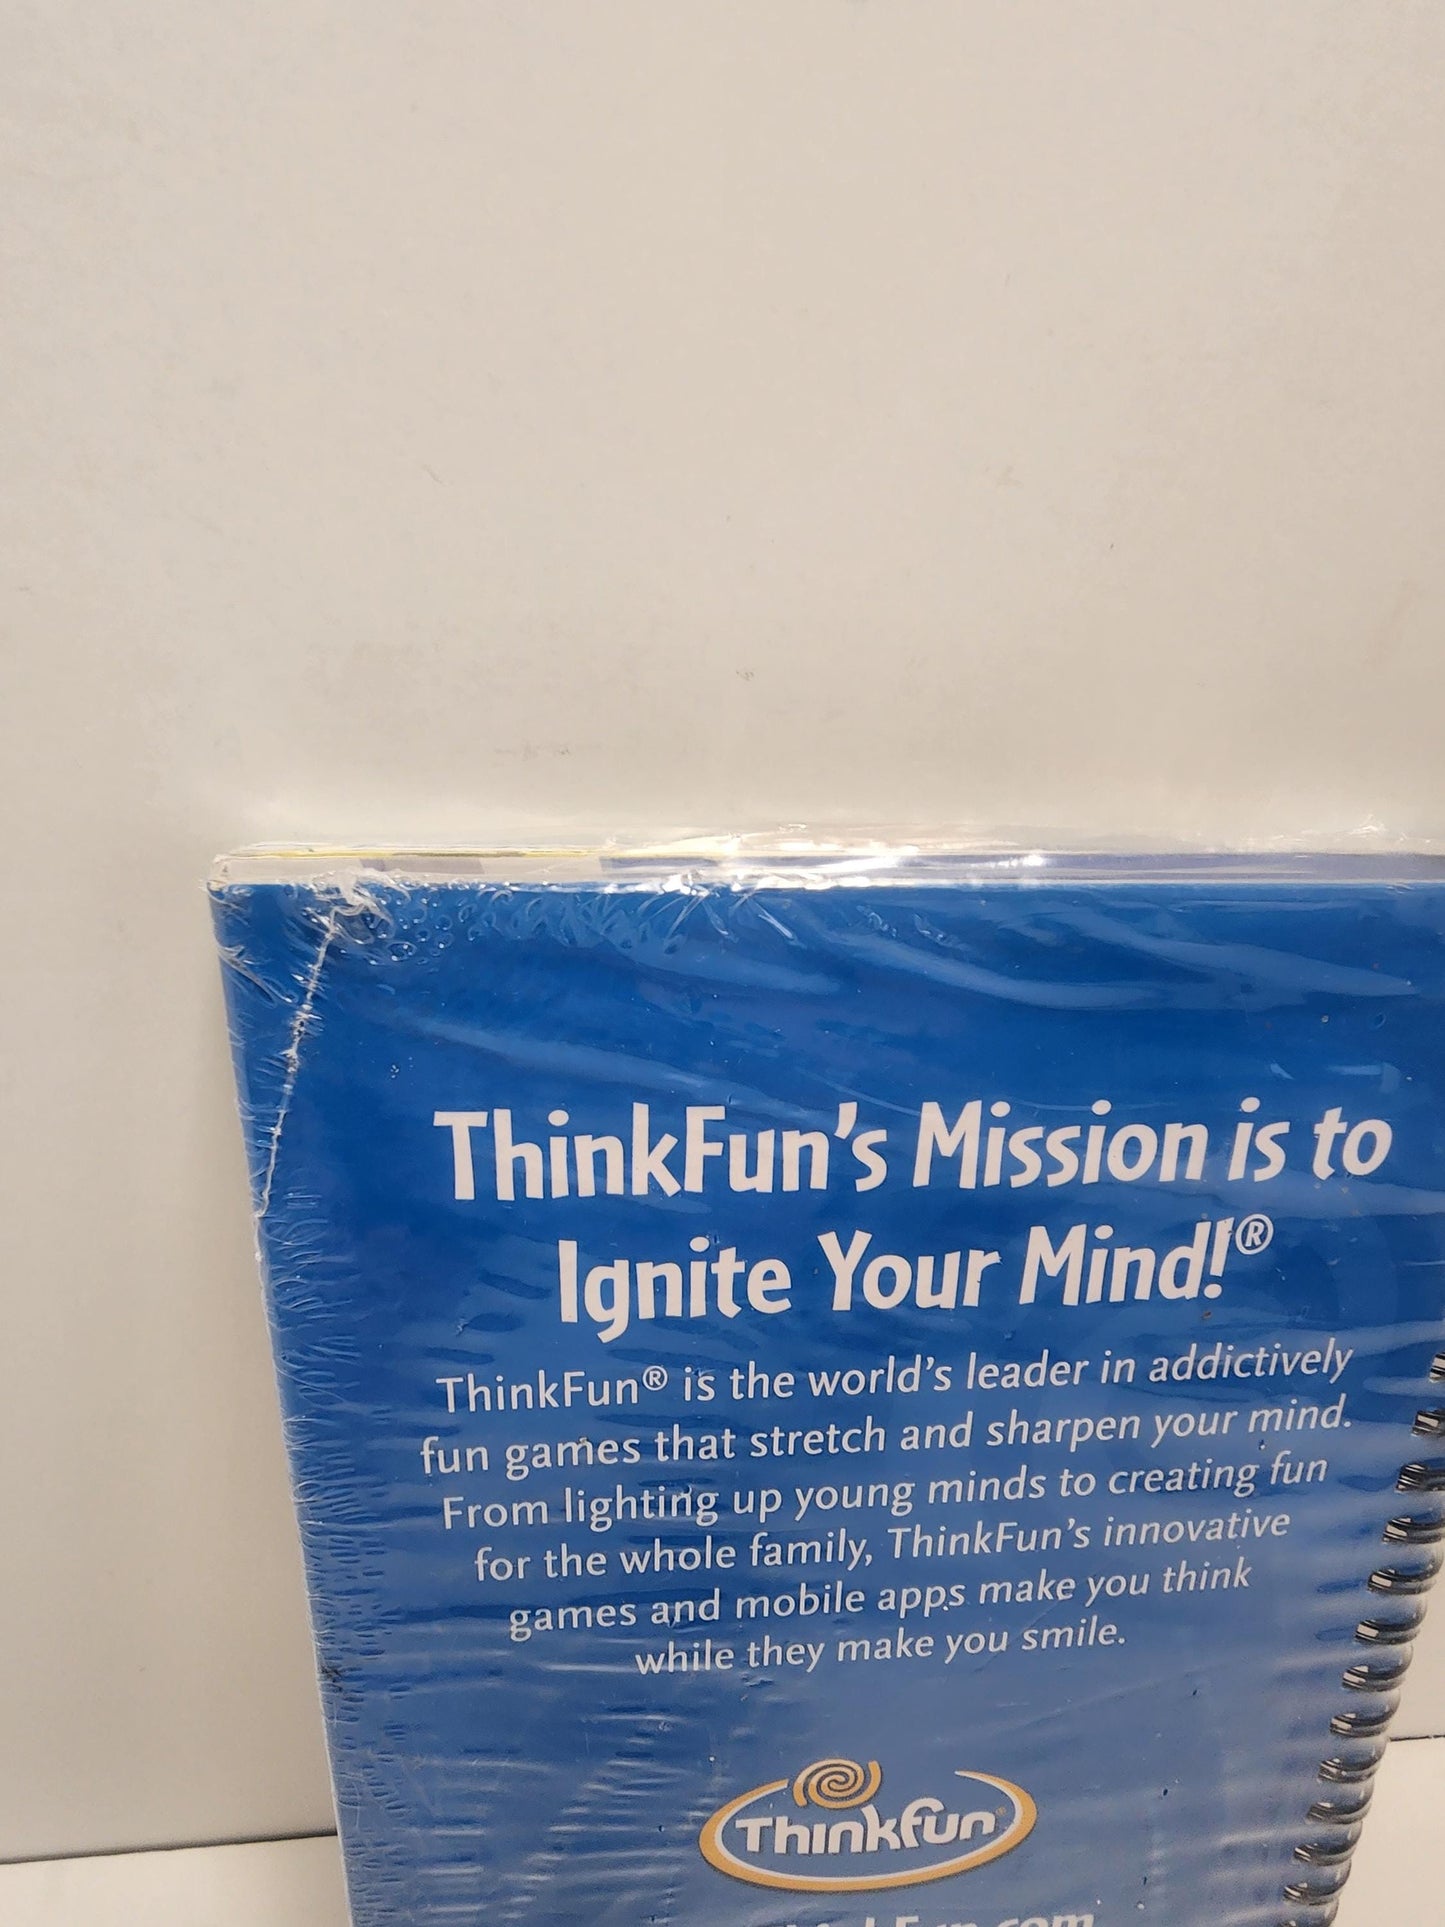 ThinkFun's Mission is to
Ignite Your Mind!®
ThinkFun® is the world's leader in addictively
fun games that stretch and sharpen your mind.
From lighting up young minds to creating fun
for the whole family, ThinkFun's innovative
games and mobile apps make you think
while they make you smile.
Thinkfun®